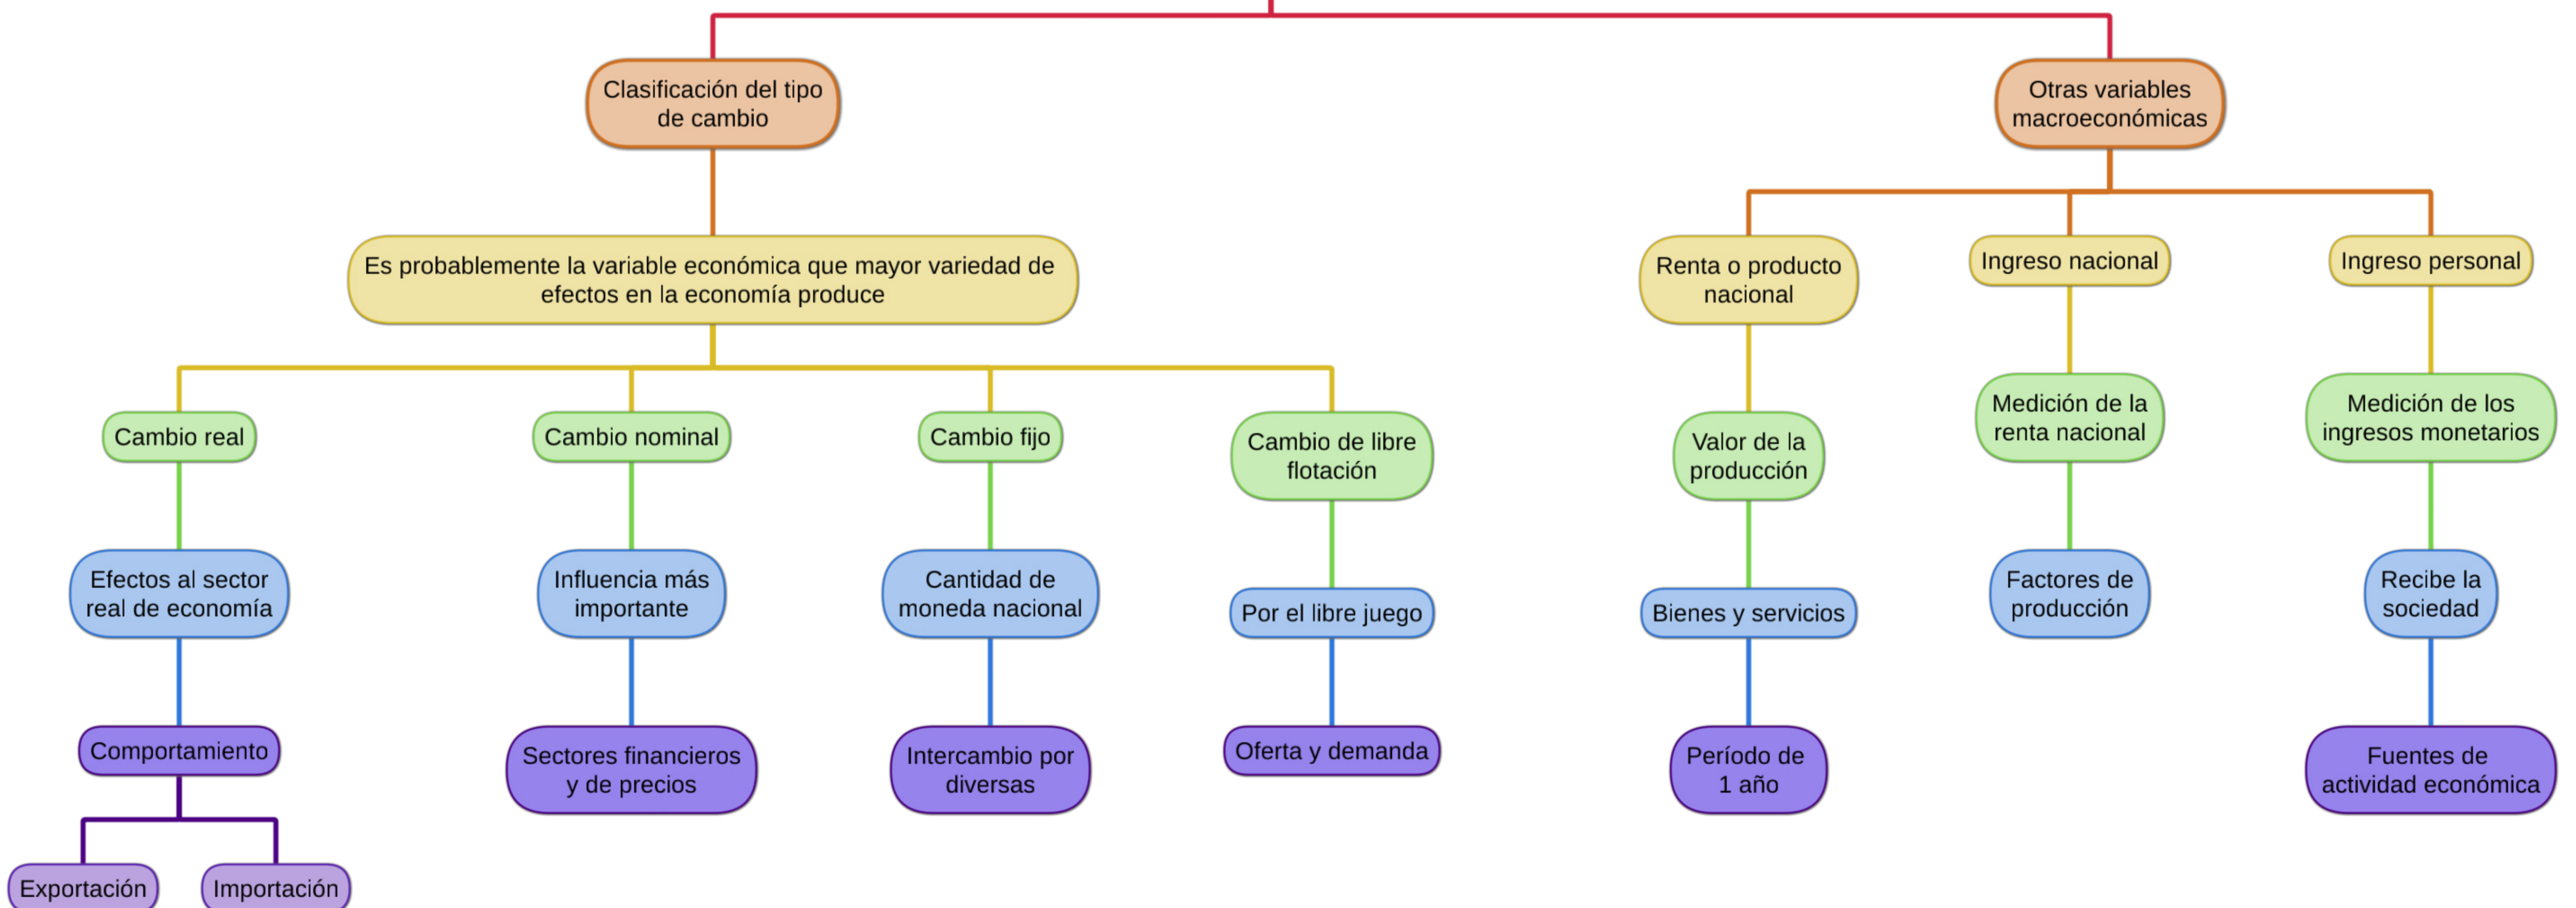 Clasificación del tipo
de cambio
Otras variables
macroeconómicas
Es probablemente la variable económica que mayor variedad de
efectos en la economía produce
Renta o producto
nacional
Ingreso nacional
Ingreso personal
Cambio real
Cambio nominal
Cambio fijo
Cambio de libre
flotación
Valor de la
producción
Medición de la
renta nacional
Medición de los
ingresos monetarios
Efectos al sector
real de economía
Influencia más
importante
Cantidad de
moneda nacional
Por el libre juego
Bienes y servicios
Factores de
producción
Recibe la
sociedad
Comportamiento
Sectores financieros
y de precios
Intercambio por
diversas
Oferta y demanda
Período de
1 año
Fuentes de
actividad económica
Exportación
Importación